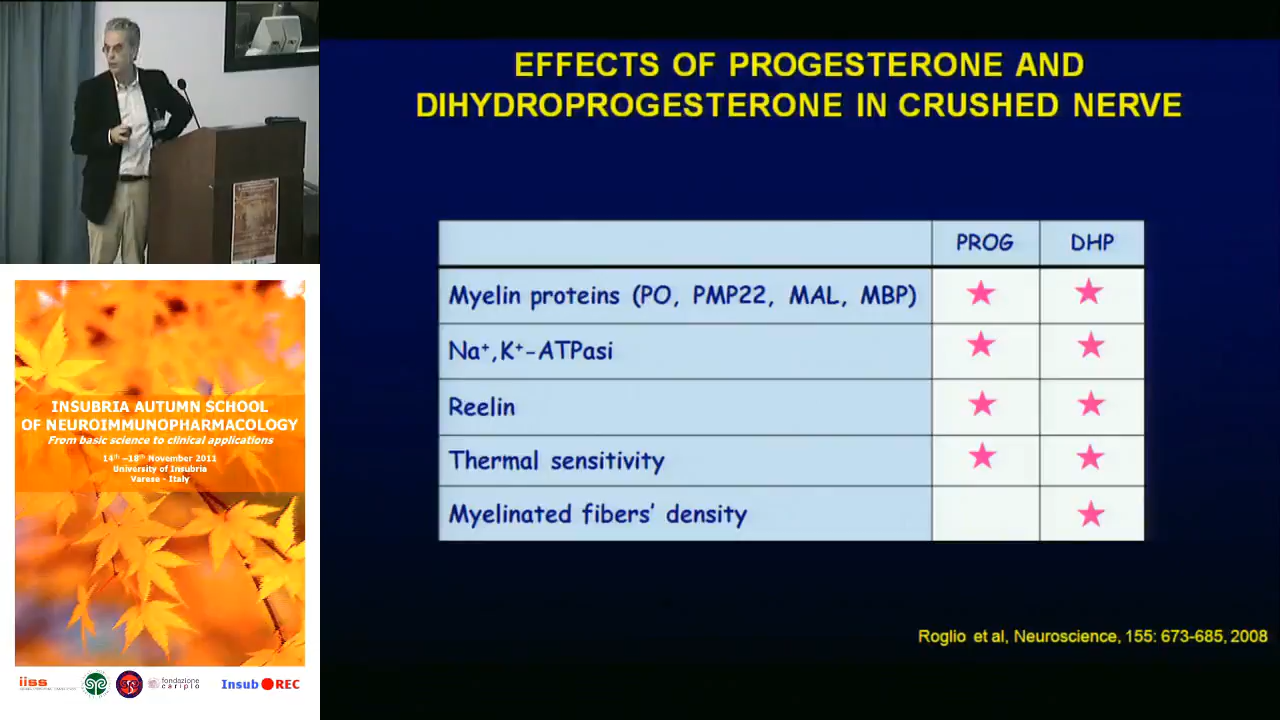 EFFECTS OF PROGESTERONE AND
DIHYDROPROGESTERONE IN CRUSHED NERVE
PROG DHP
Myelin proteins (PO, PMP22, MAL, MBP)
Na⁺,K⁺-ATPasi
Reelin
Thermal sensitivity
Myelinated fibers' density
Roglio et al, Neuroscience, 155: 673-685, 2008
INSUBRIA AUTUMN SCHOOL
OF NEUROIMMUNOPHARMACOLOGY
From basic science to clinical applications
14th –18th November 2011
University of Insubria
Varese - Italy
iiss
fondazione
cariplo
Insub REC